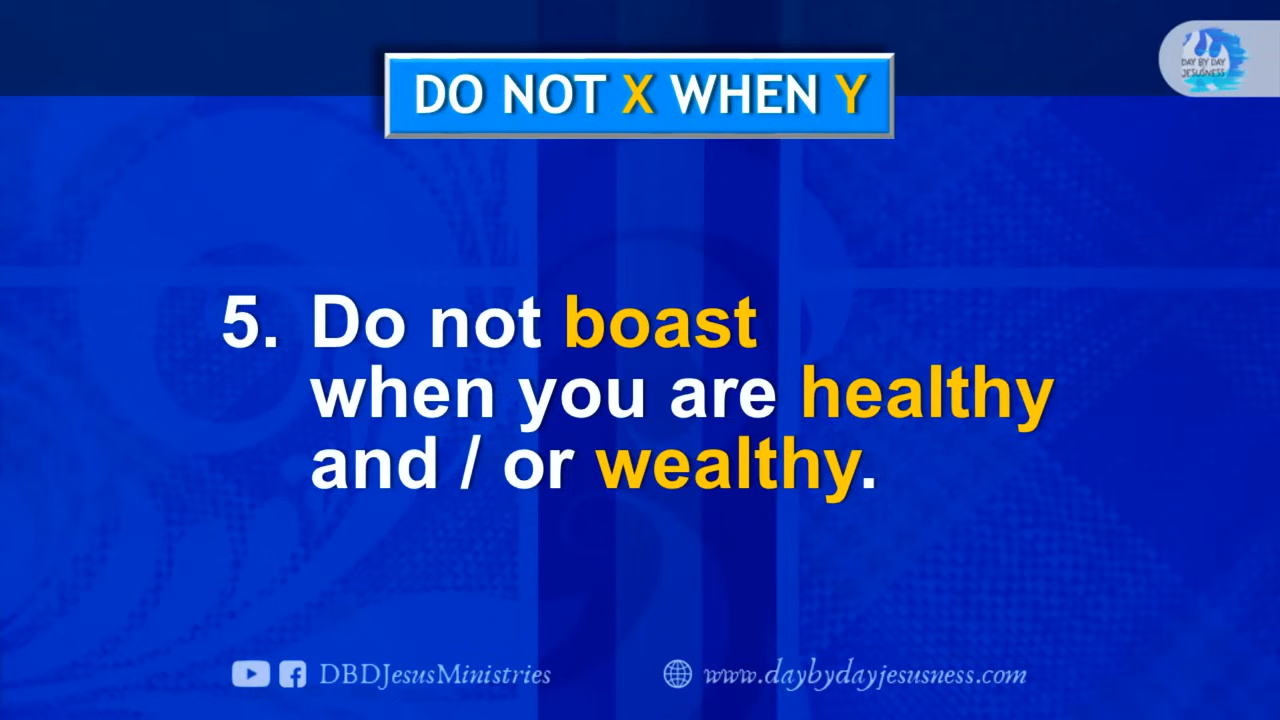 DO NOT X WHEN Y
DAY BY DAY
JESUSNESS
5. Do not boast
when you are healthy
and / or wealthy.
DBDJesusMinistries
www.daybydayjesusness.com